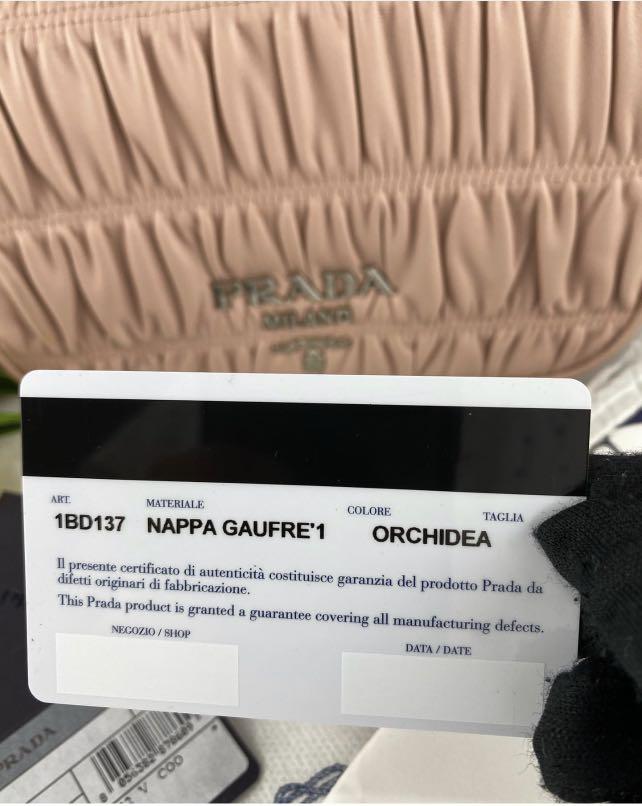 PRADA
MILANO
ART.
MATERIALE
COLORE
TAGLIA
1BD137
NAPPA GAUFRE'1
ORCHIDEA
Il presente certificato di autenticità costituisce garanzia del prodotto Prada da
difetti originari di fabbricazione.
This Prada product is granted a guarantee covering all manufacturing defects.
NEGOZIO / SHOP
DATA / DATE
PRADA
V COO